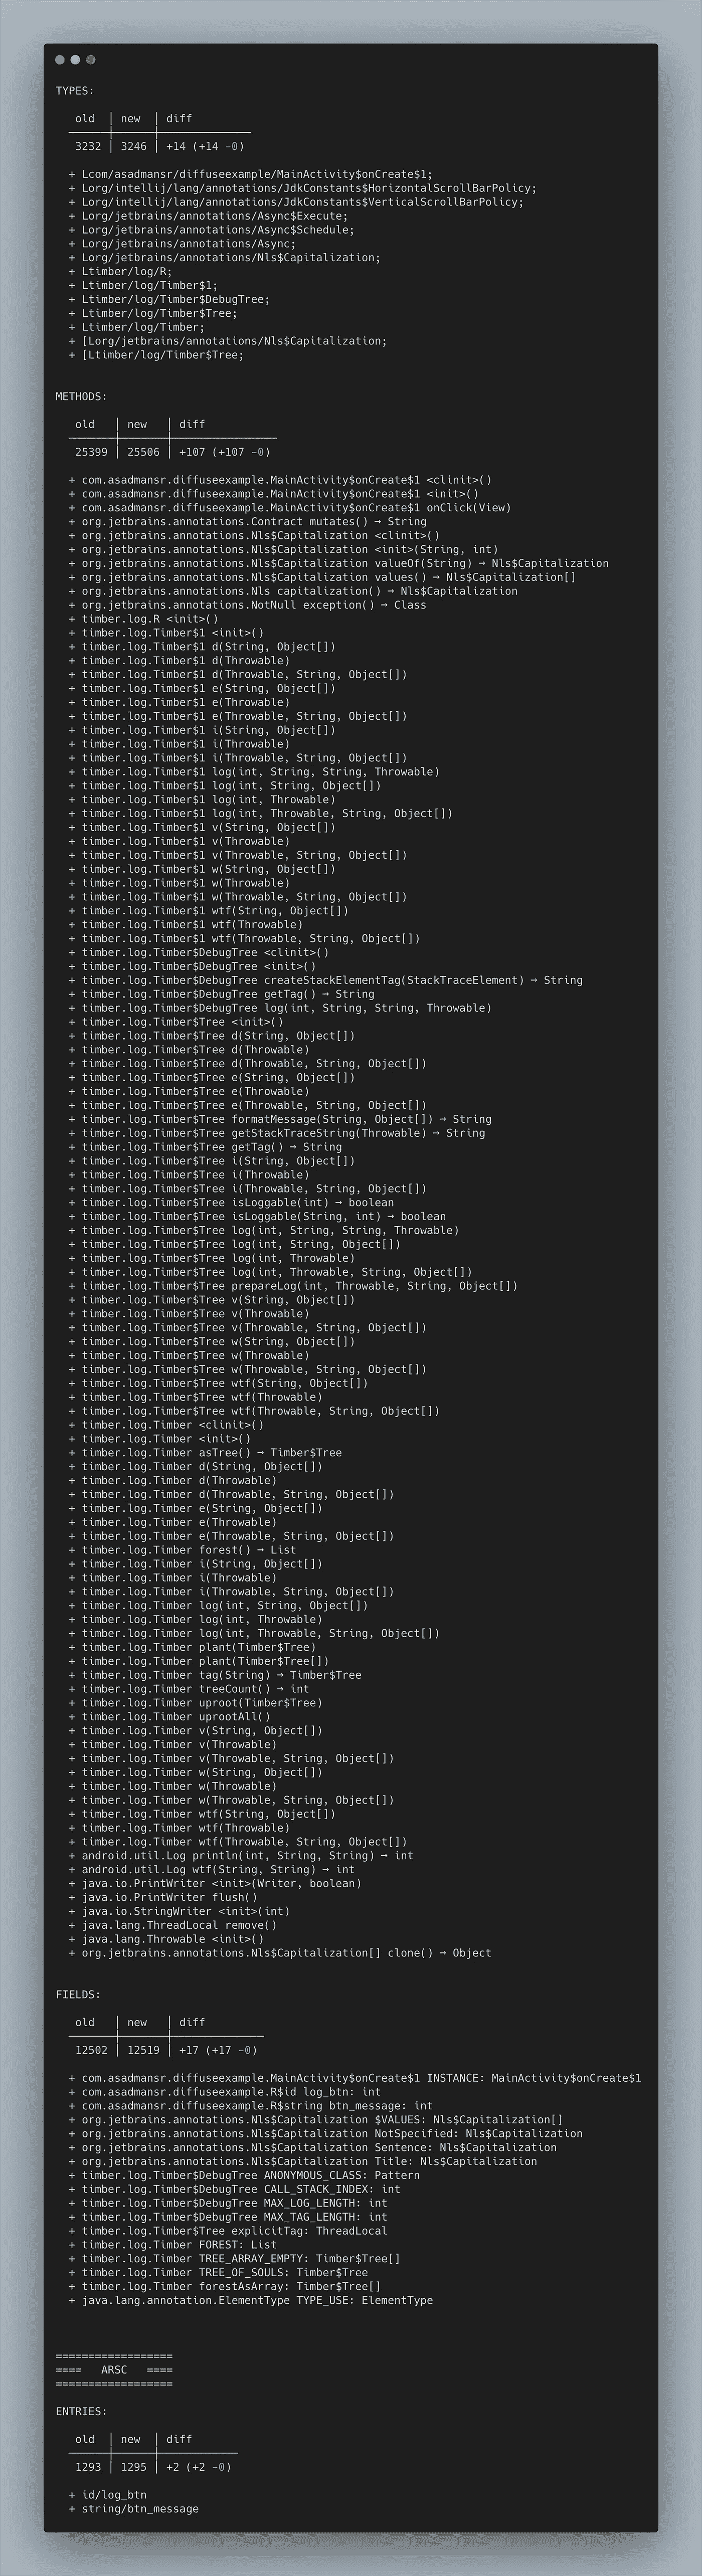 TYPES:
old │ new │ diff
3232 │ 3246 │ +14 (+14 -0)
+ Lcom/asadmansr/diffuseexample/MainActivity$onCreate$1;
+ Lorg/intellij/lang/annotations/JdkConstants$HorizontalScrollBarPolicy;
+ Lorg/intellij/lang/annotations/JdkConstants$VerticalScrollBarPolicy;
+ Lorg/jetbrains/annotations/Async$Execute;
+ Lorg/jetbrains/annotations/Async$Schedule;
+ Lorg/jetbrains/annotations/Async;
+ Lorg/jetbrains/annotations/Nls$Capitalization;
+ Ltimber/log/R;
+ Ltimber/log/Timber$1;
+ Ltimber/log/Timber$DebugTree;
+ Ltimber/log/Timber$Tree;
+ Ltimber/log/Timber;
+ [Lorg/jetbrains/annotations/Nls$Capitalization;
+ [Ltimber/log/Timber$Tree;
METHODS:
old │ new │ diff
25399 │ 25506 │ +107 (+107 -0)
+ com.asadmansr.diffuseexample.MainActivity$onCreate$1 <clinit>()
+ com.asadmansr.diffuseexample.MainActivity$onCreate$1 <init>()
+ com.asadmansr.diffuseexample.MainActivity$onCreate$1 onClick(View)
+ org.jetbrains.annotations.Contract mutates() → String
+ org.jetbrains.annotations.Nls$Capitalization <clinit>()
+ org.jetbrains.annotations.Nls$Capitalization <init>(String, int)
+ org.jetbrains.annotations.Nls$Capitalization valueOf(String) → Nls$Capitalization
+ org.jetbrains.annotations.Nls$Capitalization values() → Nls$Capitalization[]
+ org.jetbrains.annotations.Nls capitalization() → Nls$Capitalization
+ org.jetbrains.annotations.NotNull exception() → Class
+ timber.log.R <init>()
+ timber.log.Timber$1 <init>()
+ timber.log.Timber$1 d(String, Object[])
+ timber.log.Timber$1 d(Throwable)
+ timber.log.Timber$1 d(Throwable, String, Object[])
+ timber.log.Timber$1 e(String, Object[])
+ timber.log.Timber$1 e(Throwable)
+ timber.log.Timber$1 e(Throwable, String, Object[])
+ timber.log.Timber$1 i(String, Object[])
+ timber.log.Timber$1 i(Throwable)
+ timber.log.Timber$1 i(Throwable, String, Object[])
+ timber.log.Timber$1 log(int, String, String, Throwable)
+ timber.log.Timber$1 log(int, String, Object[])
+ timber.log.Timber$1 log(int, Throwable)
+ timber.log.Timber$1 log(int, Throwable, String, Object[])
+ timber.log.Timber$1 v(String, Object[])
+ timber.log.Timber$1 v(Throwable)
+ timber.log.Timber$1 v(Throwable, String, Object[])
+ timber.log.Timber$1 w(String, Object[])
+ timber.log.Timber$1 w(Throwable)
+ timber.log.Timber$1 w(Throwable, String, Object[])
+ timber.log.Timber$1 wtf(String, Object[])
+ timber.log.Timber$1 wtf(Throwable)
+ timber.log.Timber$1 wtf(Throwable, String, Object[])
+ timber.log.Timber$DebugTree <clinit>()
+ timber.log.Timber$DebugTree <init>()
+ timber.log.Timber$DebugTree createStackElementTag(StackTraceElement) → String
+ timber.log.Timber$DebugTree getTag() → String
+ timber.log.Timber$DebugTree log(int, String, String, Throwable)
+ timber.log.Timber$Tree <init>()
+ timber.log.Timber$Tree d(String, Object[])
+ timber.log.Timber$Tree d(Throwable)
+ timber.log.Timber$Tree d(Throwable, String, Object[])
+ timber.log.Timber$Tree e(String, Object[])
+ timber.log.Timber$Tree e(Throwable)
+ timber.log.Timber$Tree e(Throwable, String, Object[])
+ timber.log.Timber$Tree formatMessage(String, Object[]) → String
+ timber.log.Timber$Tree getStackTraceString(Throwable) → String
+ timber.log.Timber$Tree getTag() → String
+ timber.log.Timber$Tree i(String, Object[])
+ timber.log.Timber$Tree i(Throwable)
+ timber.log.Timber$Tree i(Throwable, String, Object[])
+ timber.log.Timber$Tree isLoggable(int) → boolean
+ timber.log.Timber$Tree isLoggable(String, int) → boolean
+ timber.log.Timber$Tree log(int, String, String, Throwable)
+ timber.log.Timber$Tree log(int, String, Object[])
+ timber.log.Timber$Tree log(int, Throwable)
+ timber.log.Timber$Tree log(int, Throwable, String, Object[])
+ timber.log.Timber$Tree prepareLog(int, Throwable, String, Object[])
+ timber.log.Timber$Tree v(String, Object[])
+ timber.log.Timber$Tree v(Throwable)
+ timber.log.Timber$Tree v(Throwable, String, Object[])
+ timber.log.Timber$Tree w(String, Object[])
+ timber.log.Timber$Tree w(Throwable)
+ timber.log.Timber$Tree w(Throwable, String, Object[])
+ timber.log.Timber$Tree wtf(String, Object[])
+ timber.log.Timber$Tree wtf(Throwable)
+ timber.log.Timber$Tree wtf(Throwable, String, Object[])
+ timber.log.Timber <clinit>()
+ timber.log.Timber <init>()
+ timber.log.Timber asTree() → Timber$Tree
+ timber.log.Timber d(String, Object[])
+ timber.log.Timber d(Throwable)
+ timber.log.Timber d(Throwable, String, Object[])
+ timber.log.Timber e(String, Object[])
+ timber.log.Timber e(Throwable)
+ timber.log.Timber e(Throwable, String, Object[])
+ timber.log.Timber forest() → List
+ timber.log.Timber i(String, Object[])
+ timber.log.Timber i(Throwable)
+ timber.log.Timber i(Throwable, String, Object[])
+ timber.log.Timber log(int, String, Object[])
+ timber.log.Timber log(int, Throwable)
+ timber.log.Timber log(int, Throwable, String, Object[])
+ timber.log.Timber plant(Timber$Tree)
+ timber.log.Timber plant(Timber$Tree[])
+ timber.log.Timber tag(String) → Timber$Tree
+ timber.log.Timber treeCount() → int
+ timber.log.Timber uproot(Timber$Tree)
+ timber.log.Timber uprootAll()
+ timber.log.Timber v(String, Object[])
+ timber.log.Timber v(Throwable)
+ timber.log.Timber v(Throwable, String, Object[])
+ timber.log.Timber w(String, Object[])
+ timber.log.Timber w(Throwable)
+ timber.log.Timber w(Throwable, String, Object[])
+ timber.log.Timber wtf(String, Object[])
+ timber.log.Timber wtf(Throwable)
+ timber.log.Timber wtf(Throwable, String, Object[])
+ android.util.Log println(int, String, String) → int
+ android.util.Log wtf(String, String) → int
+ java.io.PrintWriter <init>(Writer, boolean)
+ java.io.PrintWriter flush()
+ java.io.StringWriter <init>(int)
+ java.lang.ThreadLocal remove()
+ java.lang.Throwable <init>()
+ org.jetbrains.annotations.Nls$Capitalization[] clone() → Object
FIELDS:
old │ new │ diff
12502 │ 12519 │ +17 (+17 -0)
+ com.asadmansr.diffuseexample.MainActivity$onCreate$1 INSTANCE: MainActivity$onCreate$1
+ com.asadmansr.diffuseexample.R$id log_btn: int
+ com.asadmansr.diffuseexample.R$string btn_message: int
+ org.jetbrains.annotations.Nls$Capitalization $VALUES: Nls$Capitalization[]
+ org.jetbrains.annotations.Nls$Capitalization NotSpecified: Nls$Capitalization
+ org.jetbrains.annotations.Nls$Capitalization Sentence: Nls$Capitalization
+ org.jetbrains.annotations.Nls$Capitalization Title: Nls$Capitalization
+ timber.log.Timber$DebugTree ANONYMOUS_CLASS: Pattern
+ timber.log.Timber$DebugTree CALL_STACK_INDEX: int
+ timber.log.Timber$DebugTree MAX_LOG_LENGTH: int
+ timber.log.Timber$DebugTree MAX_TAG_LENGTH: int
+ timber.log.Timber$Tree explicitTag: ThreadLocal
+ timber.log.Timber FOREST: List
+ timber.log.Timber TREE_ARRAY_EMPTY: Timber$Tree[]
+ timber.log.Timber TREE_OF_SOULS: Timber$Tree
+ timber.log.Timber forestAsArray: Timber$Tree[]
+ java.lang.annotation.ElementType TYPE_USE: ElementType
==================
==== ARSC ====
==================
ENTRIES:
old │ new │ diff
1293 │ 1295 │ +2 (+2 -0)
+ id/log_btn
+ string/btn_message